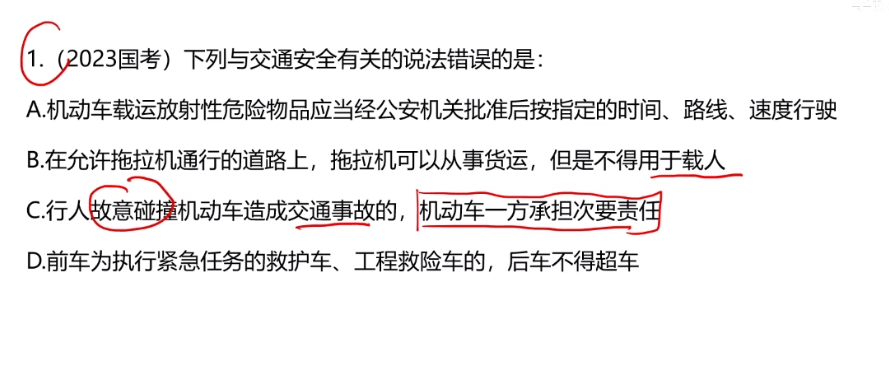 1.（2023国考）下列与交通安全有关的说法错误的是：
A.机动车载运放射性危险物品应当经公安机关批准后按指定的时间、路线、速度行驶
B.在允许拖拉机通行的道路上，拖拉机可以从事货运，但是不得用于载人
C.行人故意碰撞机动车造成交通事故的，机动车一方承担次要责任
D.前车为执行紧急任务的救护车、工程救险车的，后车不得超车